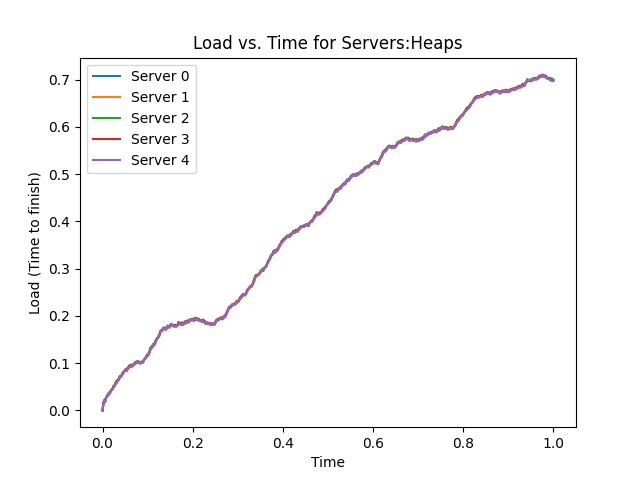 Load vs. Time for Servers:Heaps
Server 0
Server 1
Server 2
Server 3
Server 4
Load (Time to finish)
0.7
0.6
0.5
0.4
0.3
0.2
0.1
0.0
0.0 0.2 0.4 0.6 0.8 1.0
Time